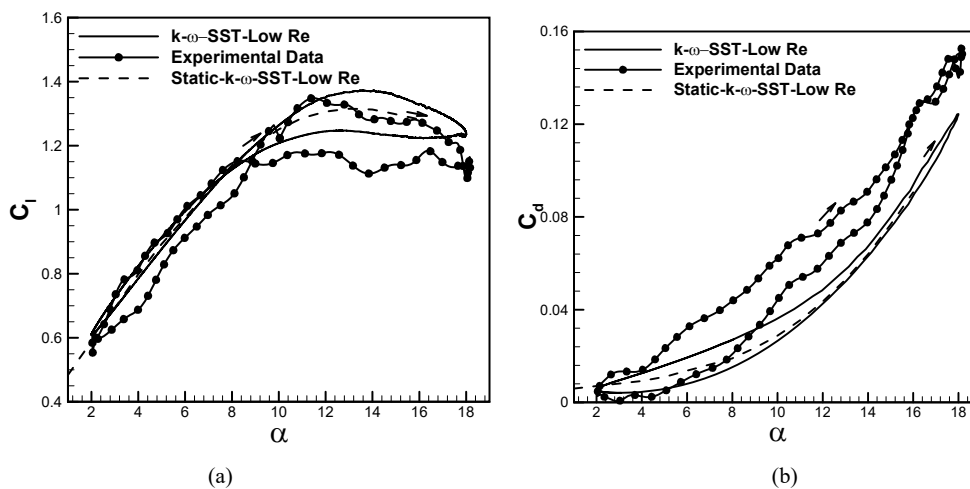 k-ω-SST-Low Re
Experimental Data
Static-k-ω-SST-Low Re
1.6
1.4
1.2
1.0
0.8
0.6
0.4
Cl
2 4 6 8 10 12 14 16 18
α
(a)
k-ω-SST-Low Re
Experimental Data
Static-k-ω-SST-Low Re
0.16
0.12
0.08
0.04
0
Cd
2 4 6 8 10 12 14 16 18
α
(b)